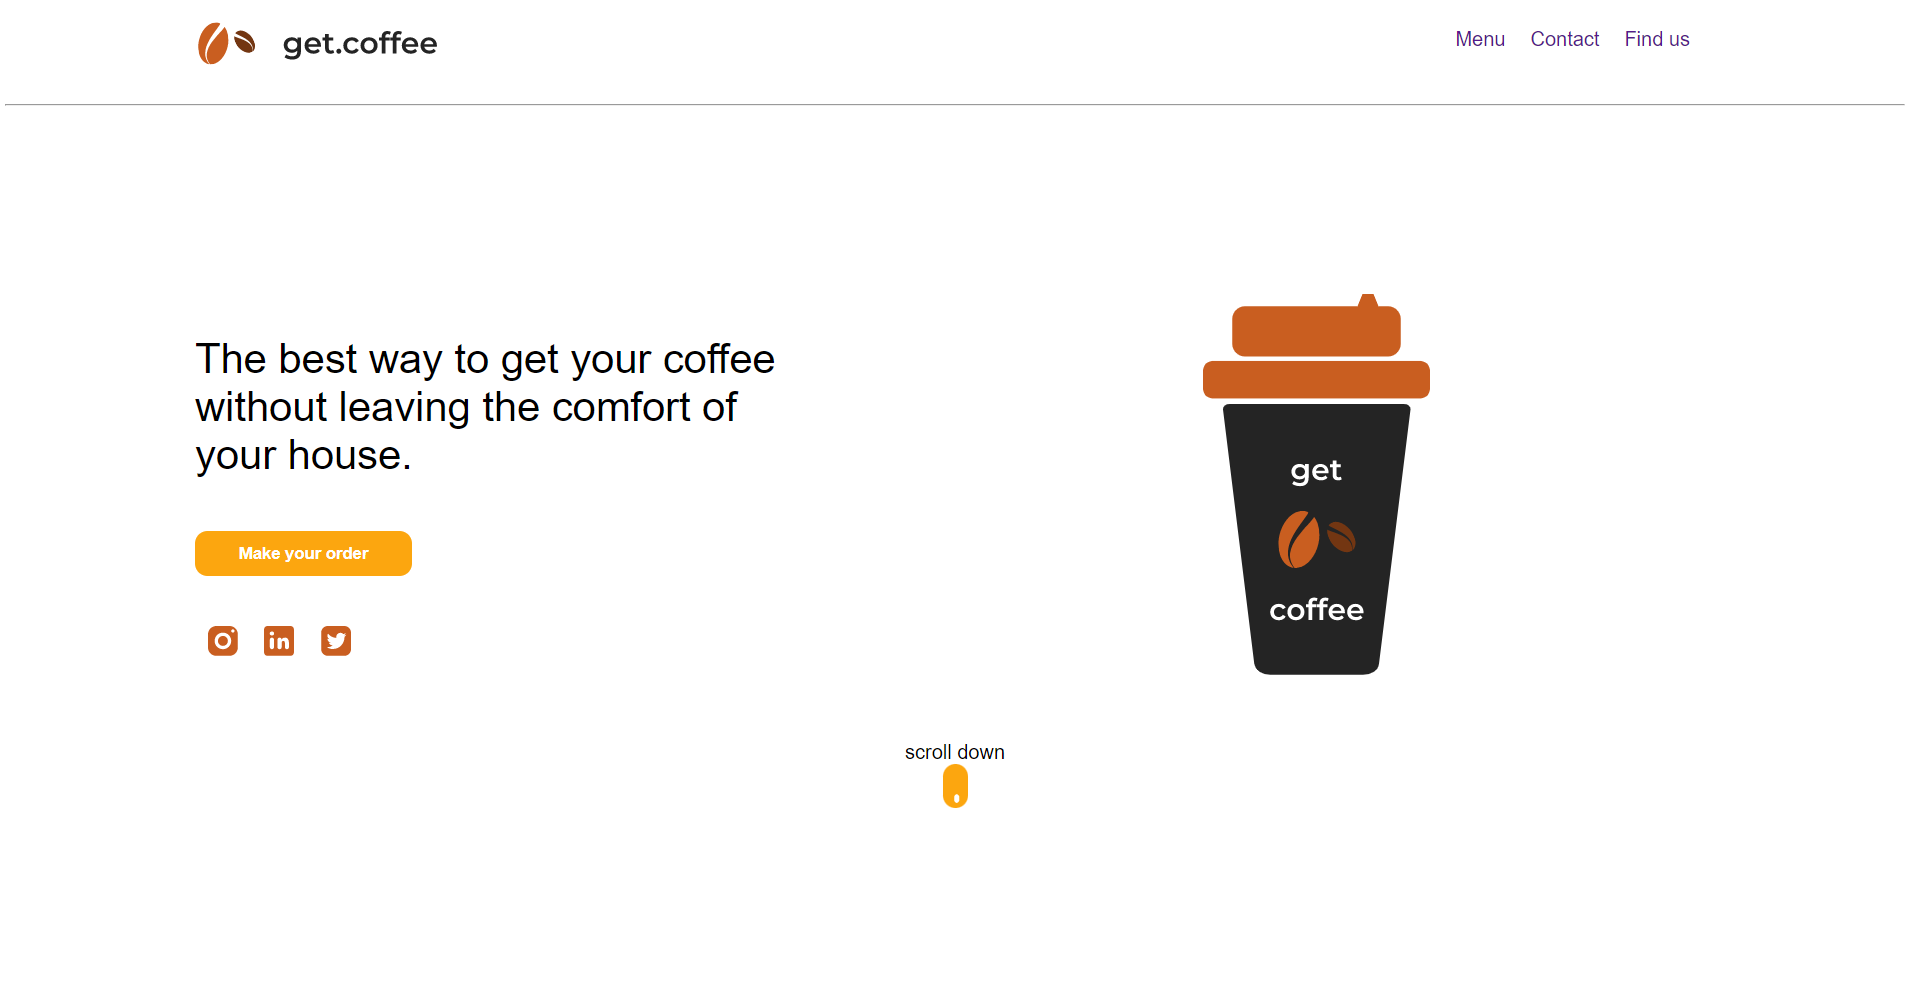 get.coffee
Menu Contact Find us
The best way to get your coffee
without leaving the comfort of
your house.
Make your order
in
get
coffee
scroll down